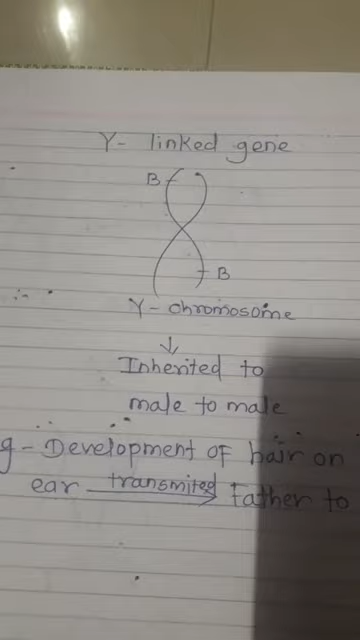 Y- linked gene
B
B
Y- chromosome
↓
Inherited to
male to male
g- Development of hair on
ear transmited → Father to